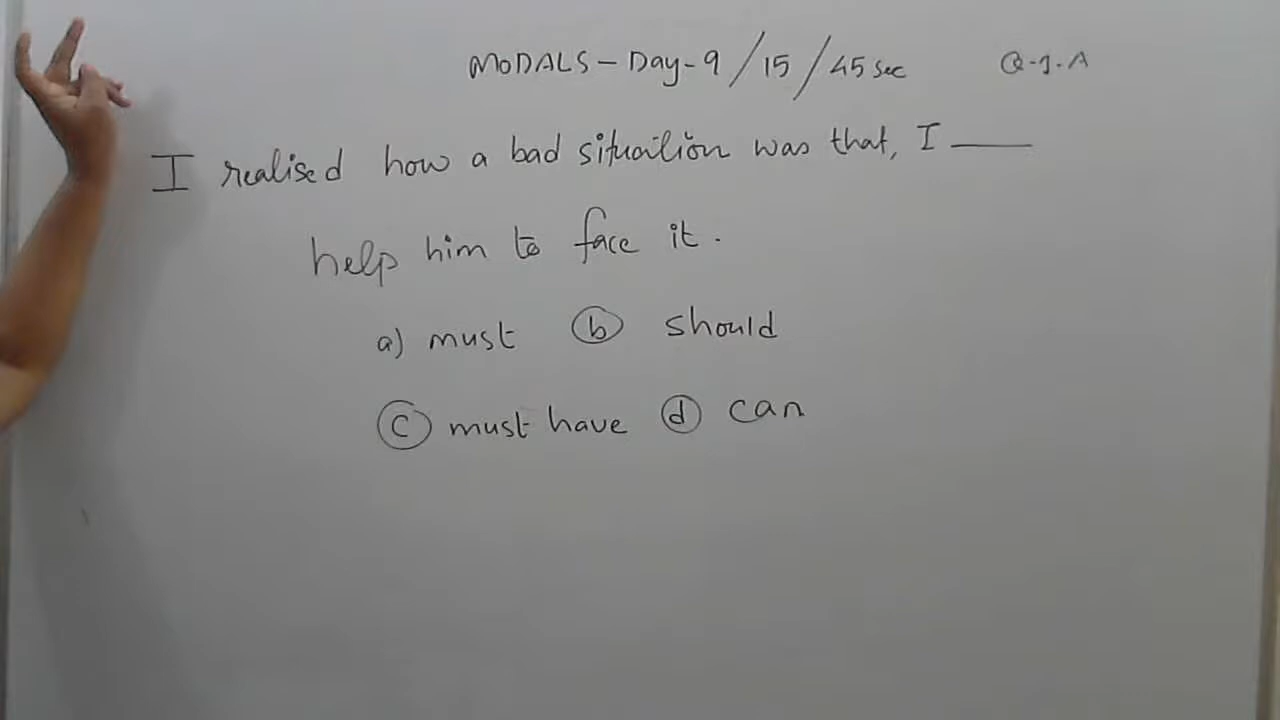 MODALS - Day - 9 / 15 / 45 sec Q-1.A
I realised how a bad situation was that, I ____
help him to face it.
a) must b should
c must have d can